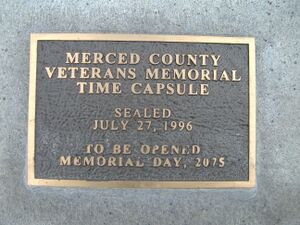 MERCED COUNTY
VETERANS MEMORIAL
TIME CAPSULE
SEALED
JULY 27, 1996
TO BE OPENED
MEMORIAL DAY, 2075